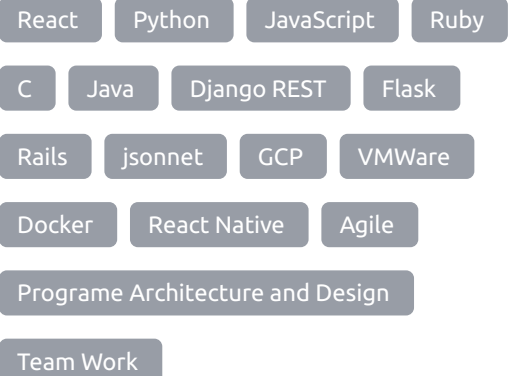 React Python JavaScript Ruby
C Java Django REST Flask
Rails jsonnet GCP VMWare
Docker React Native Agile
Programe Architecture and Design
Team Work